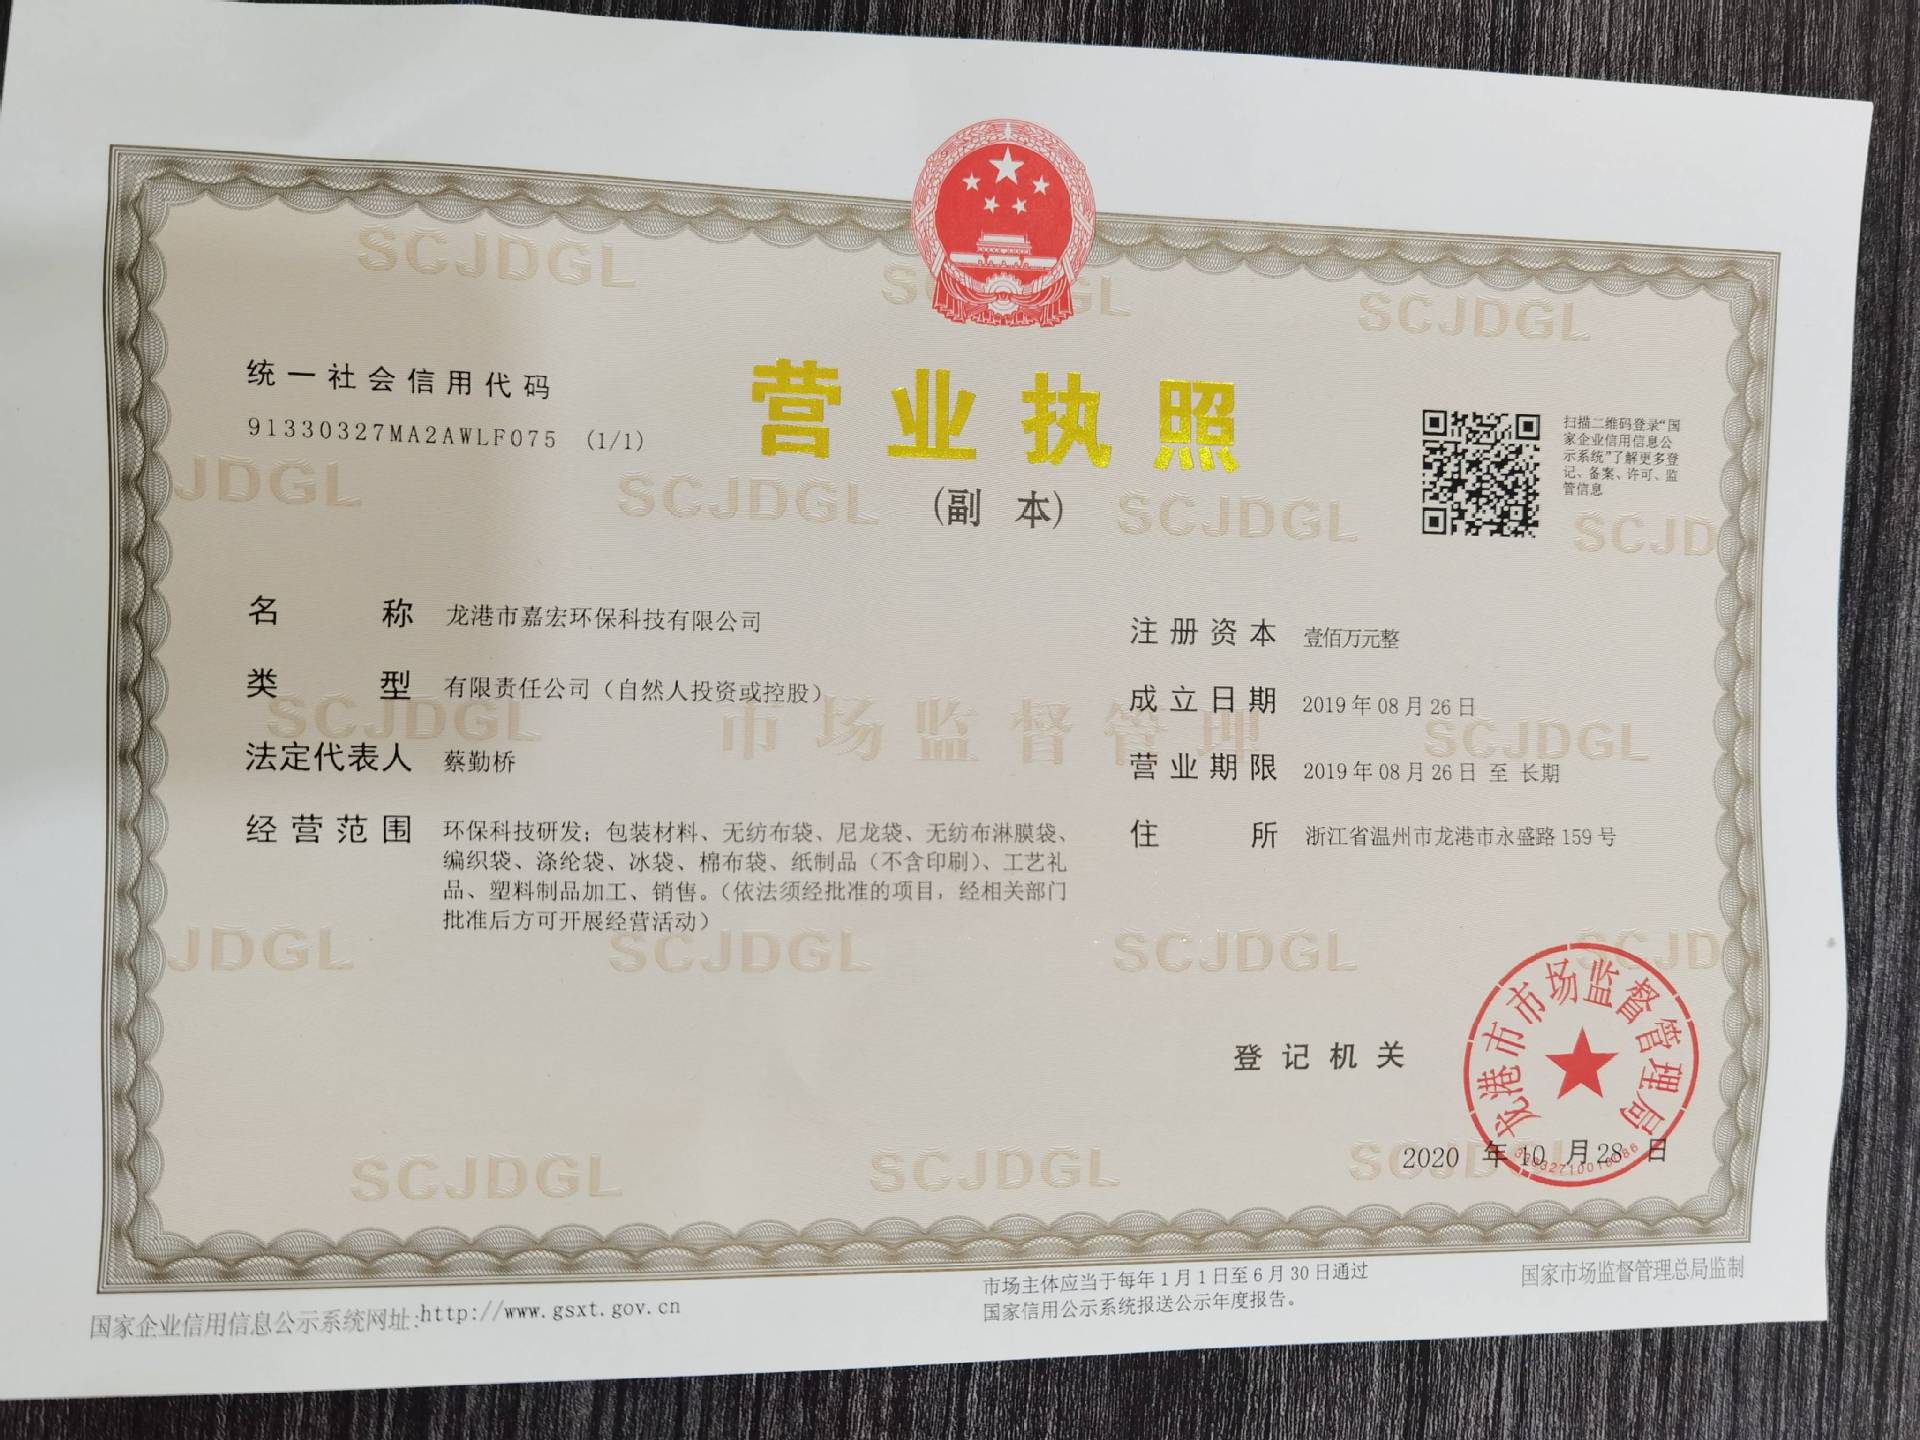 统一社会信用代码
91330327MA2AWLF075 (1/1)
营业执照
(副 本)
扫描二维码登录“国
家企业信用信息公
示系统”了解更多登
记、备案、许可、监
管信息
名 称 龙港市嘉宏环保科技有限公司
类 型 有限责任公司（自然人投资或控股）
法定代表人 蔡勤桥
经营范围 环保科技研发；包装材料、无纺布袋、尼龙袋、无纺布淋膜袋、
编织袋、涤纶袋、冰袋、棉布袋、纸制品（不含印刷）、工艺礼
品、塑料制品加工、销售。（依法须经批准的项目，经相关部门
批准后方可开展经营活动）
注册资本 壹佰万元整
成立日期 2019年08月26日
营业期限 2019年08月26日 至 长期
住 所 浙江省温州市龙港市永盛路159号
登记机关
龙港市市场监督管理局
2020 年 10 月 28 日
国家企业信用信息公示系统网址:http://www.gsxt.gov.cn
市场主体应当于每年1月1日至6月30日通过
国家信用公示系统报送公示年度报告。
国家市场监督管理总局监制
SCJDGL
市场监督管理